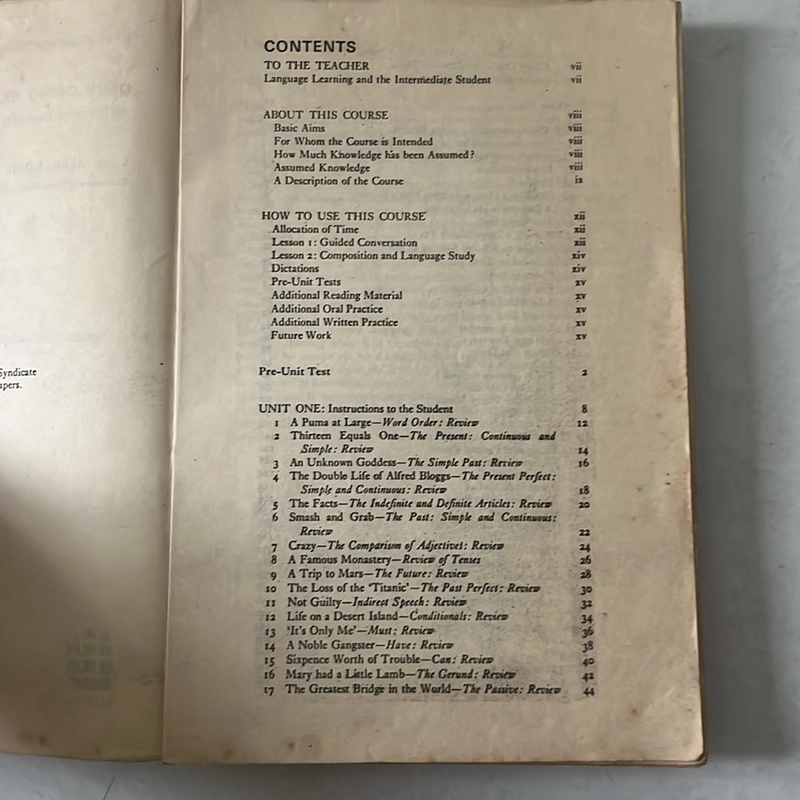 Syndicate
apers.
CONTENTS
TO THE TEACHER vii
Language Learning and the Intermediate Student vii
ABOUT THIS COURSE viii
Basic Aims viii
For Whom the Course is Intended viii
How Much Knowledge has been Assumed? viii
Assumed Knowledge viii
A Description of the Course ix
HOW TO USE THIS COURSE xii
Allocation of Time xii
Lesson 1: Guided Conversation xii
Lesson 2: Composition and Language Study xiv
Dictations xiv
Pre-Unit Tests xv
Additional Reading Material xv
Additional Oral Practice xv
Additional Written Practice xv
Future Work xv
Pre-Unit Test 2
UNIT ONE: Instructions to the Student 8
1 A Puma at Large—Word Order: Review 12
2 Thirteen Equals One—The Present: Continuous and
Simple: Review 14
3 An Unknown Goddess—The Simple Past: Review 16
4 The Double Life of Alfred Bloggs—The Present Perfect:
Simple and Continuous: Review 18
5 The Facts—The Indefinite and Definite Articles: Review 20
6 Smash and Grab—The Past: Simple and Continuous:
Review 22
7 Crazy—The Comparison of Adjectives: Review 24
8 A Famous Monastery—Review of Tenses 26
9 A Trip to Mars—The Future: Review 28
10 The Loss of the 'Titanic'—The Past Perfect: Review 30
11 Not Guilty—Indirect Speech: Review 32
12 Life on a Desert Island—Conditionals: Review 34
13 'It's Only Me'—Must: Review 36
14 A Noble Gangster—Have: Review 38
15 Sixpence Worth of Trouble—Can: Review 40
16 Mary had a Little Lamb—The Gerund: Review 42
17 The Greatest Bridge in the World—The Passive: Review 44